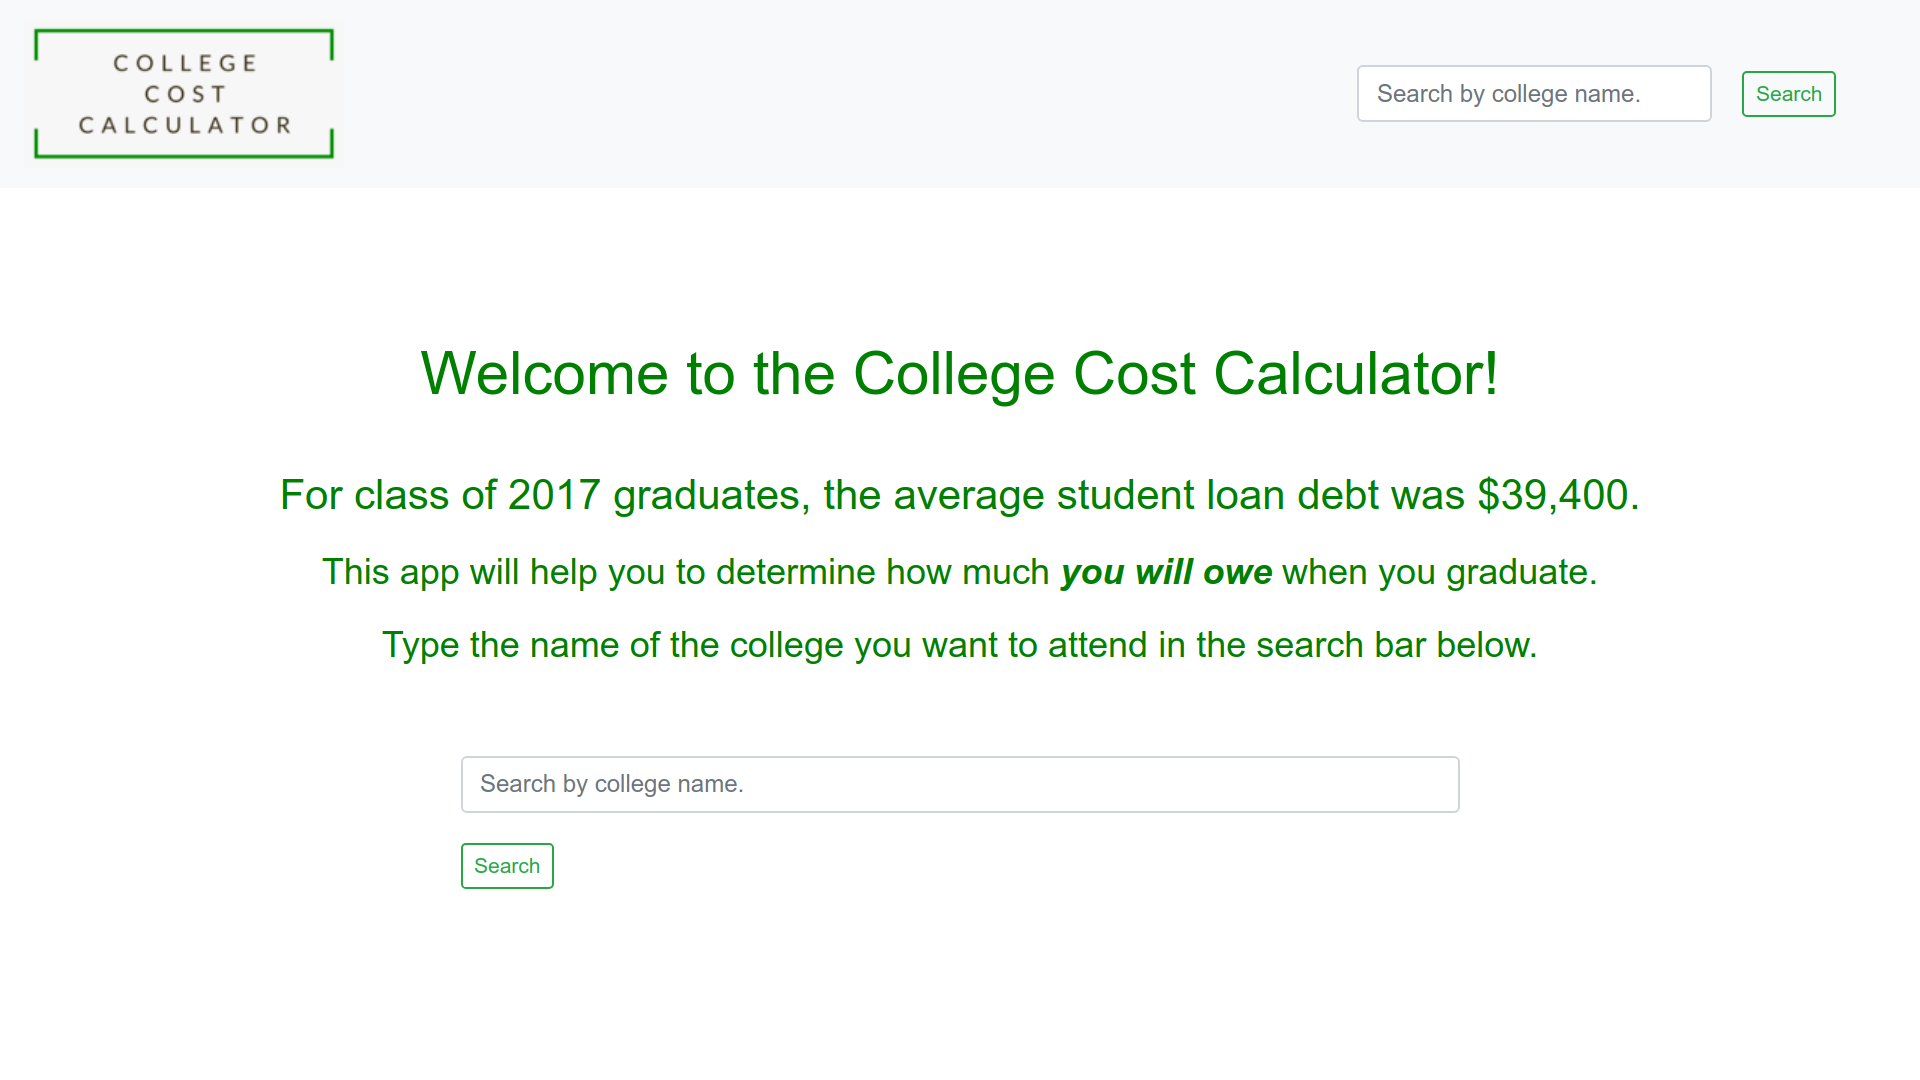 COLLEGE
COST
CALCULATOR
Search by college name.
Search
Welcome to the College Cost Calculator!
For class of 2017 graduates, the average student loan debt was $39,400.
This app will help you to determine how much you will owe when you graduate.
Type the name of the college you want to attend in the search bar below.
Search by college name.
Search